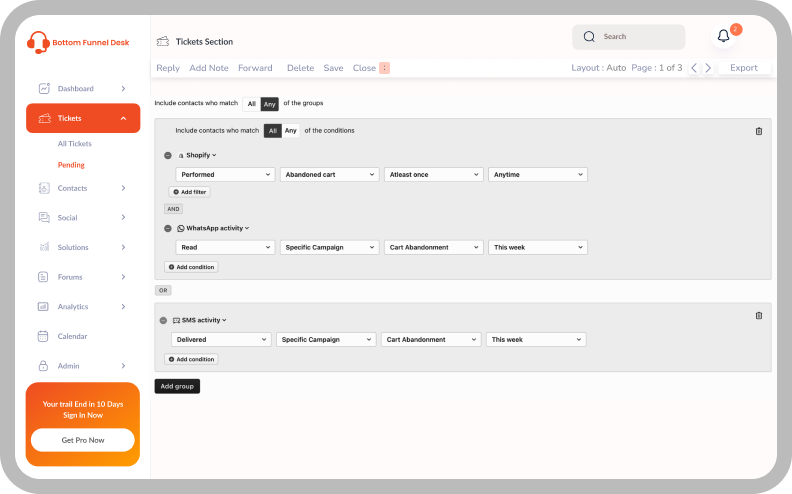 Bottom Funnel Desk
Tickets Section
Search
2
Reply Add Note Forward Delete Save Close Layout : Auto Page : 1 of 3 Export
Dashboard
Tickets
All Tickets
Pending
Contacts
Social
Solutions
Forums
Analytics
Calendar
Admin
Your trail End in 10 Days
Sign In Now
Get Pro Now
Include contacts who match All Any of the groups
Include contacts who match All Any of the conditions
Shopify
Performed Abandoned cart Atleast once Anytime
Add filter
AND
WhatsApp activity
Read Specific Campaign Cart Abandonment This week
Add condition
OR
SMS activity
Delivered Specific Campaign Cart Abandonment This week
Add condition
Add group